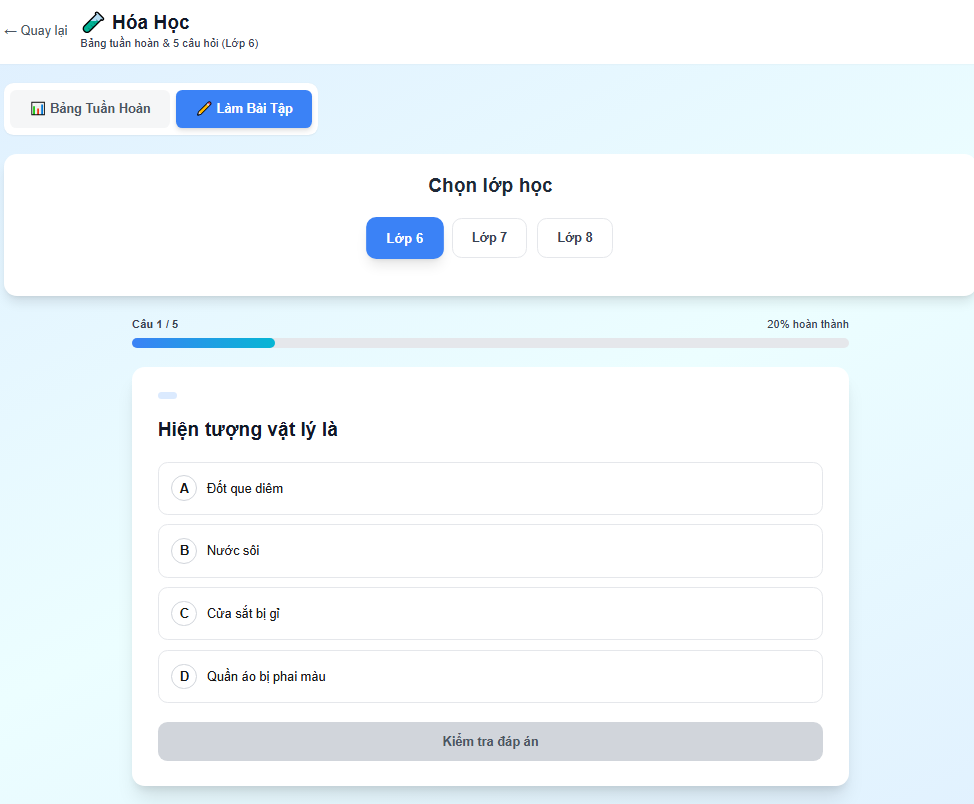 ← Quay lại
Hóa Học
Bảng tuần hoàn & 5 câu hỏi (Lớp 6)
Bảng Tuần Hoàn
Làm Bài Tập
Chọn lớp học
Lớp 6
Lớp 7
Lớp 8
Câu 1 / 5
20% hoàn thành
Hiện tượng vật lý là
A Đốt que diêm
B Nước sôi
C Cửa sắt bị gỉ
D Quần áo bị phai màu
Kiểm tra đáp án